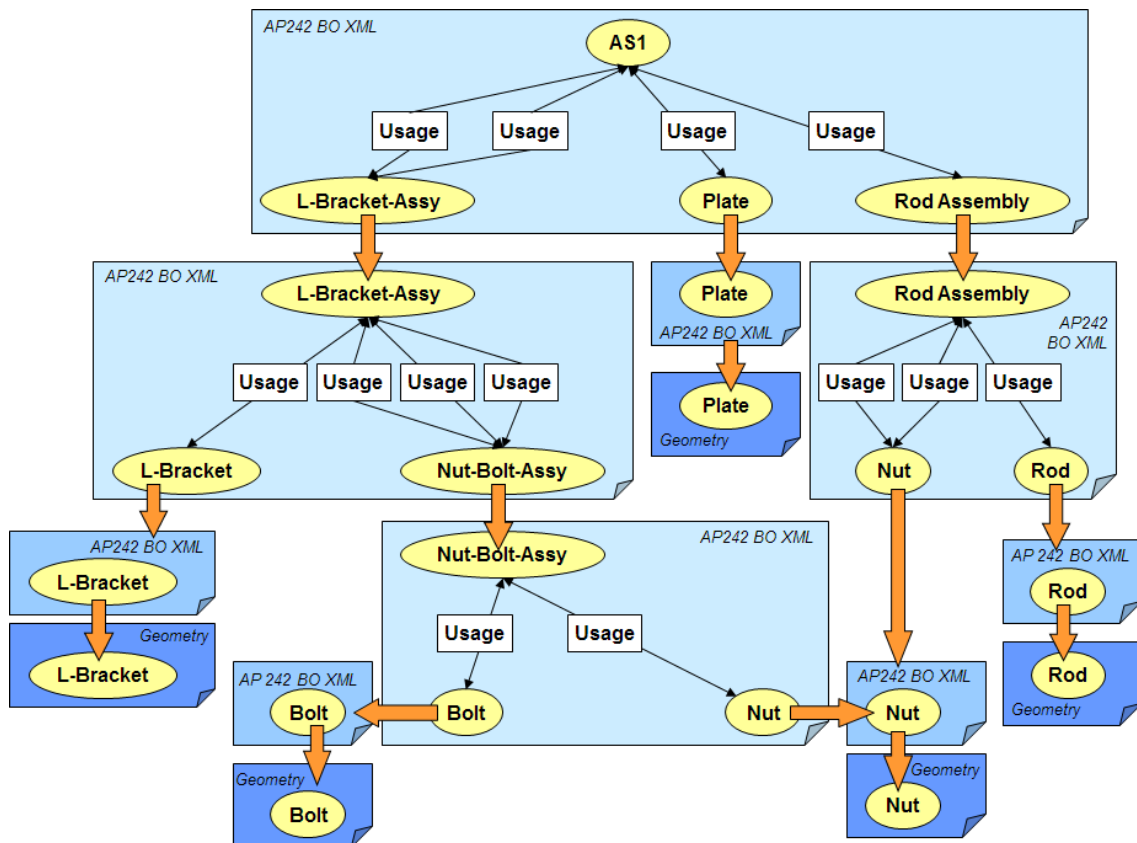 AP242 BO XML
AS1
Usage
Usage
Usage
Usage
L-Bracket-Assy
Plate
Rod Assembly
AP242 BO XML
L-Bracket-Assy
Usage
Usage
Usage
Usage
L-Bracket
Nut-Bolt-Assy
Plate
AP242 BO XML
Plate
Geometry
Rod Assembly
AP242
BO XML
Usage
Usage
Usage
Nut
Rod
AP242 BO XML
L-Bracket
Geometry
L-Bracket
AP242 BO XML
Nut-Bolt-Assy
Usage
Usage
Bolt
Nut
AP 242 BO XML
Rod
Rod
Geometry
AP 242 BO XML
Bolt
Geometry
Bolt
AP242 BO XML
Nut
Geometry
Nut